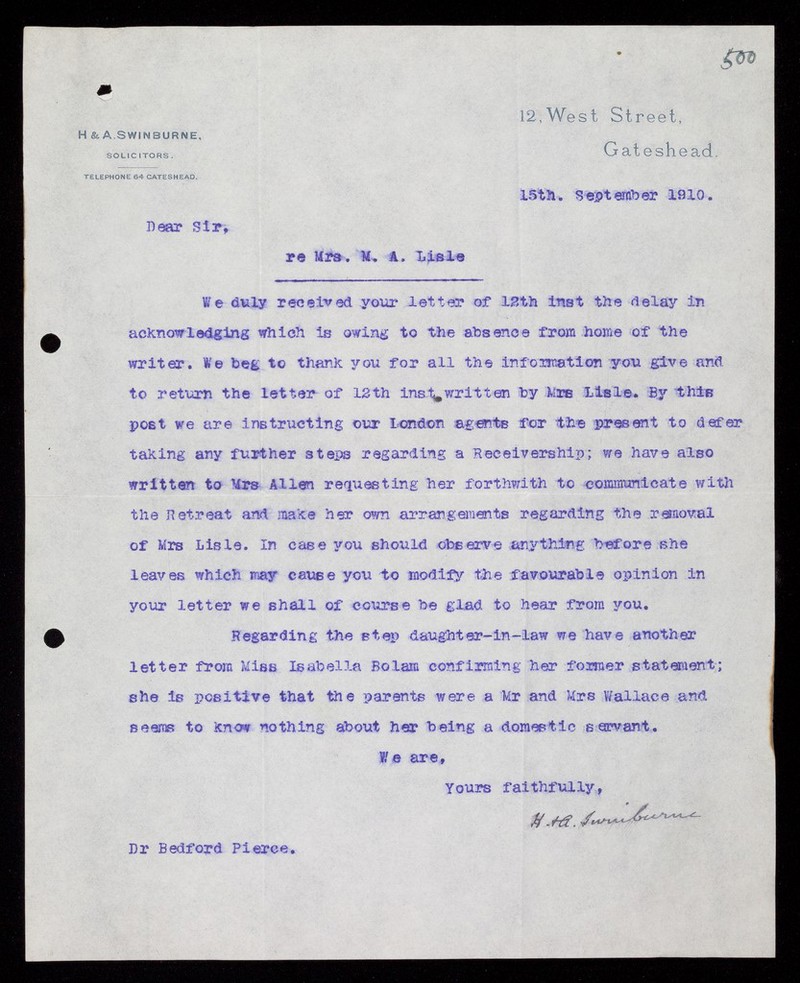 500
H & A. SWINBURNE,
SOLICITORS.
TELEPHONE 64 GATESHEAD.
12, West Street,
Gateshead.
15th. September 1910.
Dear Sir,
re Mrs. M. A. Lisle
We duly received your letter of 12th inst the delay in
acknowledging which is owing to the absence from home of the
writer. We beg to thank you for all the information you give and
to return the letter of 12th inst, written by Mrs Lisle. By this
post we are instructing our London agents for the present to defer
taking any further steps regarding a Receivership; we have also
written to Mrs Allen requesting her forthwith to communicate with
the Retreat and make her own arrangements regarding the removal
of Mrs Lisle. In case you should observe anything before she
leaves which may cause you to modify the favourable opinion in
your letter we shall of course be glad to hear from you.
Regarding the step daughter-in-law we have another
letter from Miss Isabella Bolam confirming her former statement;
she is positive that the parents were a Mr and Mrs Wallace and
seems to know nothing about her being a domestic servant.
We are,
Yours faithfully,
H. & A. Swinburne
Dr Bedford Pierce.